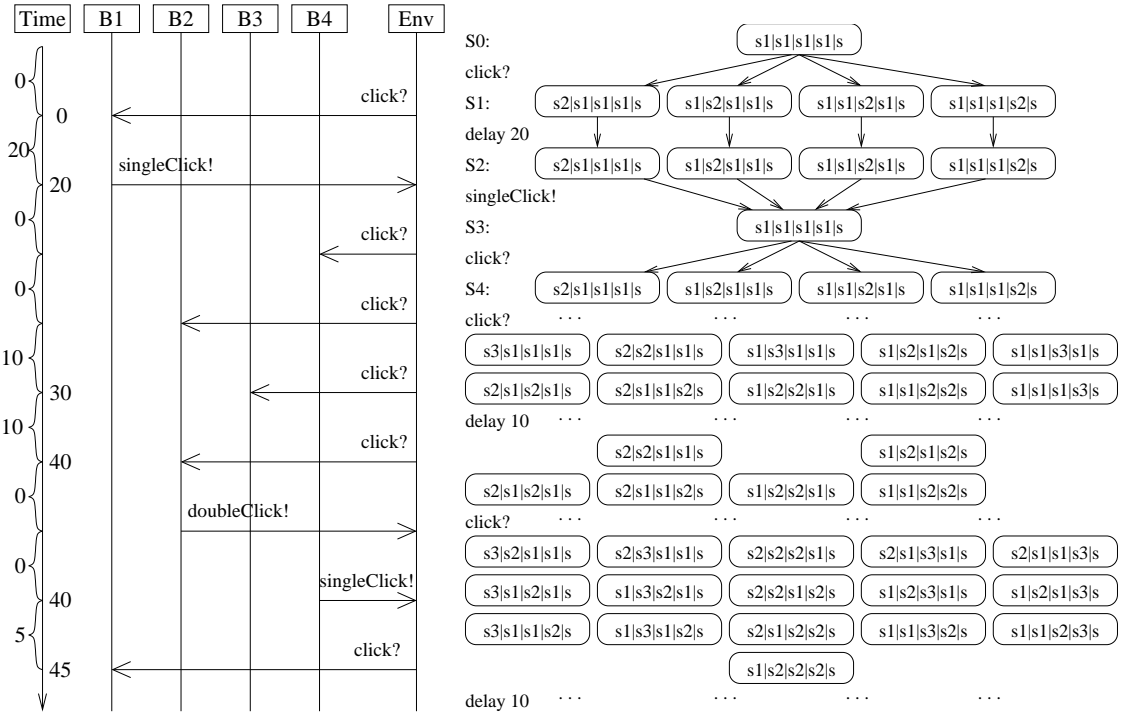 Time B1 B2 B3 B4 Env
0
click?
0
20
singleClick!
20
0
click?
0
click?
10
click?
30
10
click?
40
0
doubleClick!
0
singleClick!
40
5
click?
45
S0: s1|s1|s1|s1|s
click?
S1: s2|s1|s1|s1|s s1|s2|s1|s1|s s1|s1|s2|s1|s s1|s1|s1|s2|s
delay 20
S2: s2|s1|s1|s1|s s1|s2|s1|s1|s s1|s1|s2|s1|s s1|s1|s1|s2|s
singleClick!
S3: s1|s1|s1|s1|s
click?
S4: s2|s1|s1|s1|s s1|s2|s1|s1|s s1|s1|s2|s1|s s1|s1|s1|s2|s
click? ... ... ... ...
s3|s1|s1|s1|s s2|s2|s1|s1|s s1|s3|s1|s1|s s1|s2|s1|s2|s s1|s1|s3|s1|s
s2|s1|s2|s1|s s2|s1|s1|s2|s s1|s2|s2|s1|s s1|s1|s2|s2|s s1|s1|s1|s3|s
delay 10 ... ... ... ...
s2|s2|s1|s1|s s1|s2|s1|s2|s
s2|s1|s2|s1|s s2|s1|s1|s2|s s1|s2|s2|s1|s s1|s1|s2|s2|s
click? ... ... ... ...
s3|s2|s1|s1|s s2|s3|s1|s1|s s2|s2|s2|s1|s s2|s1|s3|s1|s s2|s1|s1|s3|s
s3|s1|s2|s1|s s1|s3|s2|s1|s s2|s2|s1|s2|s s1|s2|s3|s1|s s1|s2|s1|s3|s
s3|s1|s1|s2|s s1|s3|s1|s2|s s2|s1|s2|s2|s s1|s1|s3|s2|s s1|s1|s2|s3|s
s1|s2|s2|s2|s
delay 10 ... ... ... ...